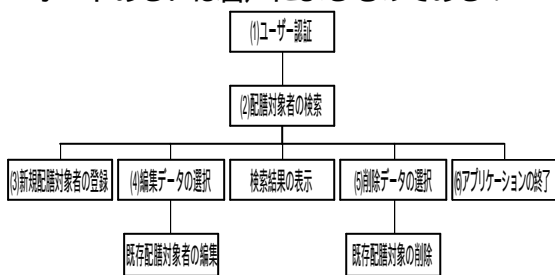 (1)ユーザー認証
(2)配膳対象者の検索
(3)新規配膳対象者の登録
(4)編集データの選択
検索結果の表示
(5)削除データの選択
(6)アプリケーションの終了
既存配膳対象者の編集
既存配膳対象の削除